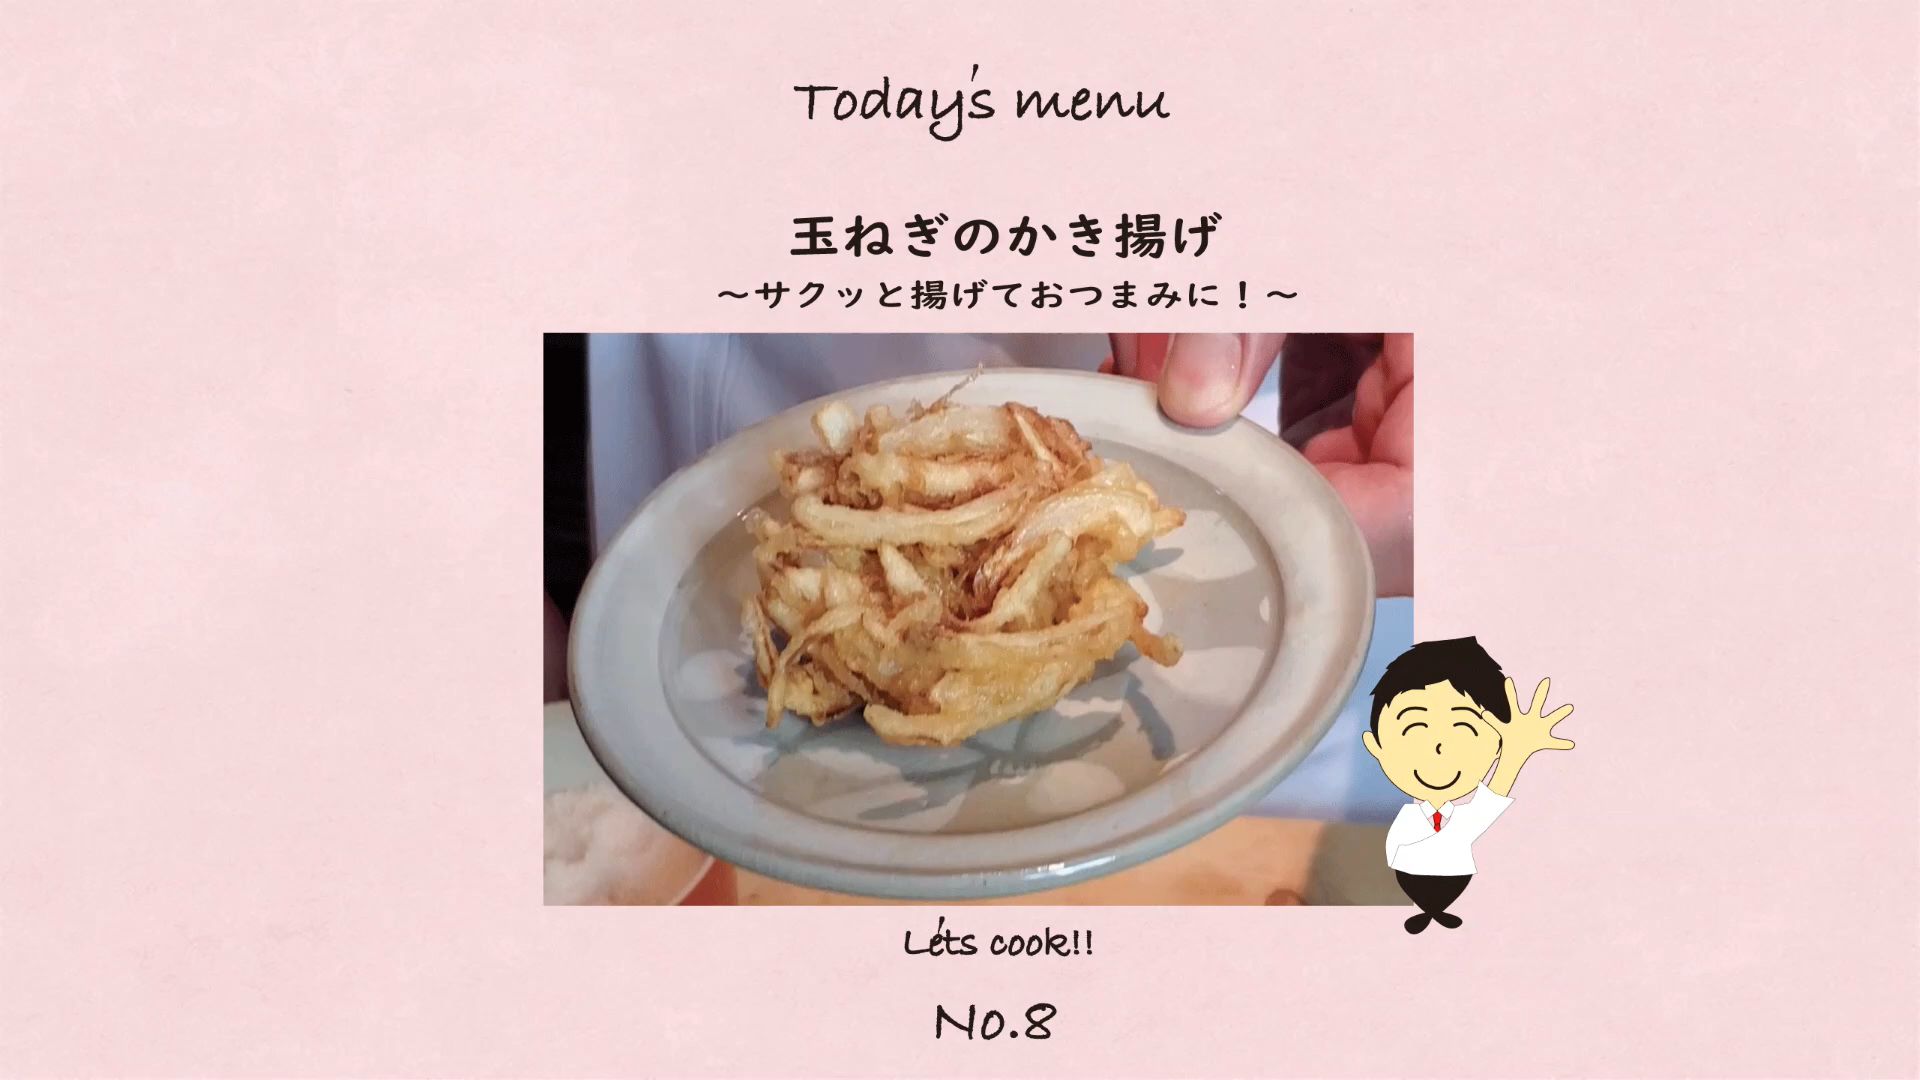 Today's menu
玉ねぎのかき揚げ
～サクッと揚げておつまみに！～
Let's cook!!
No.8